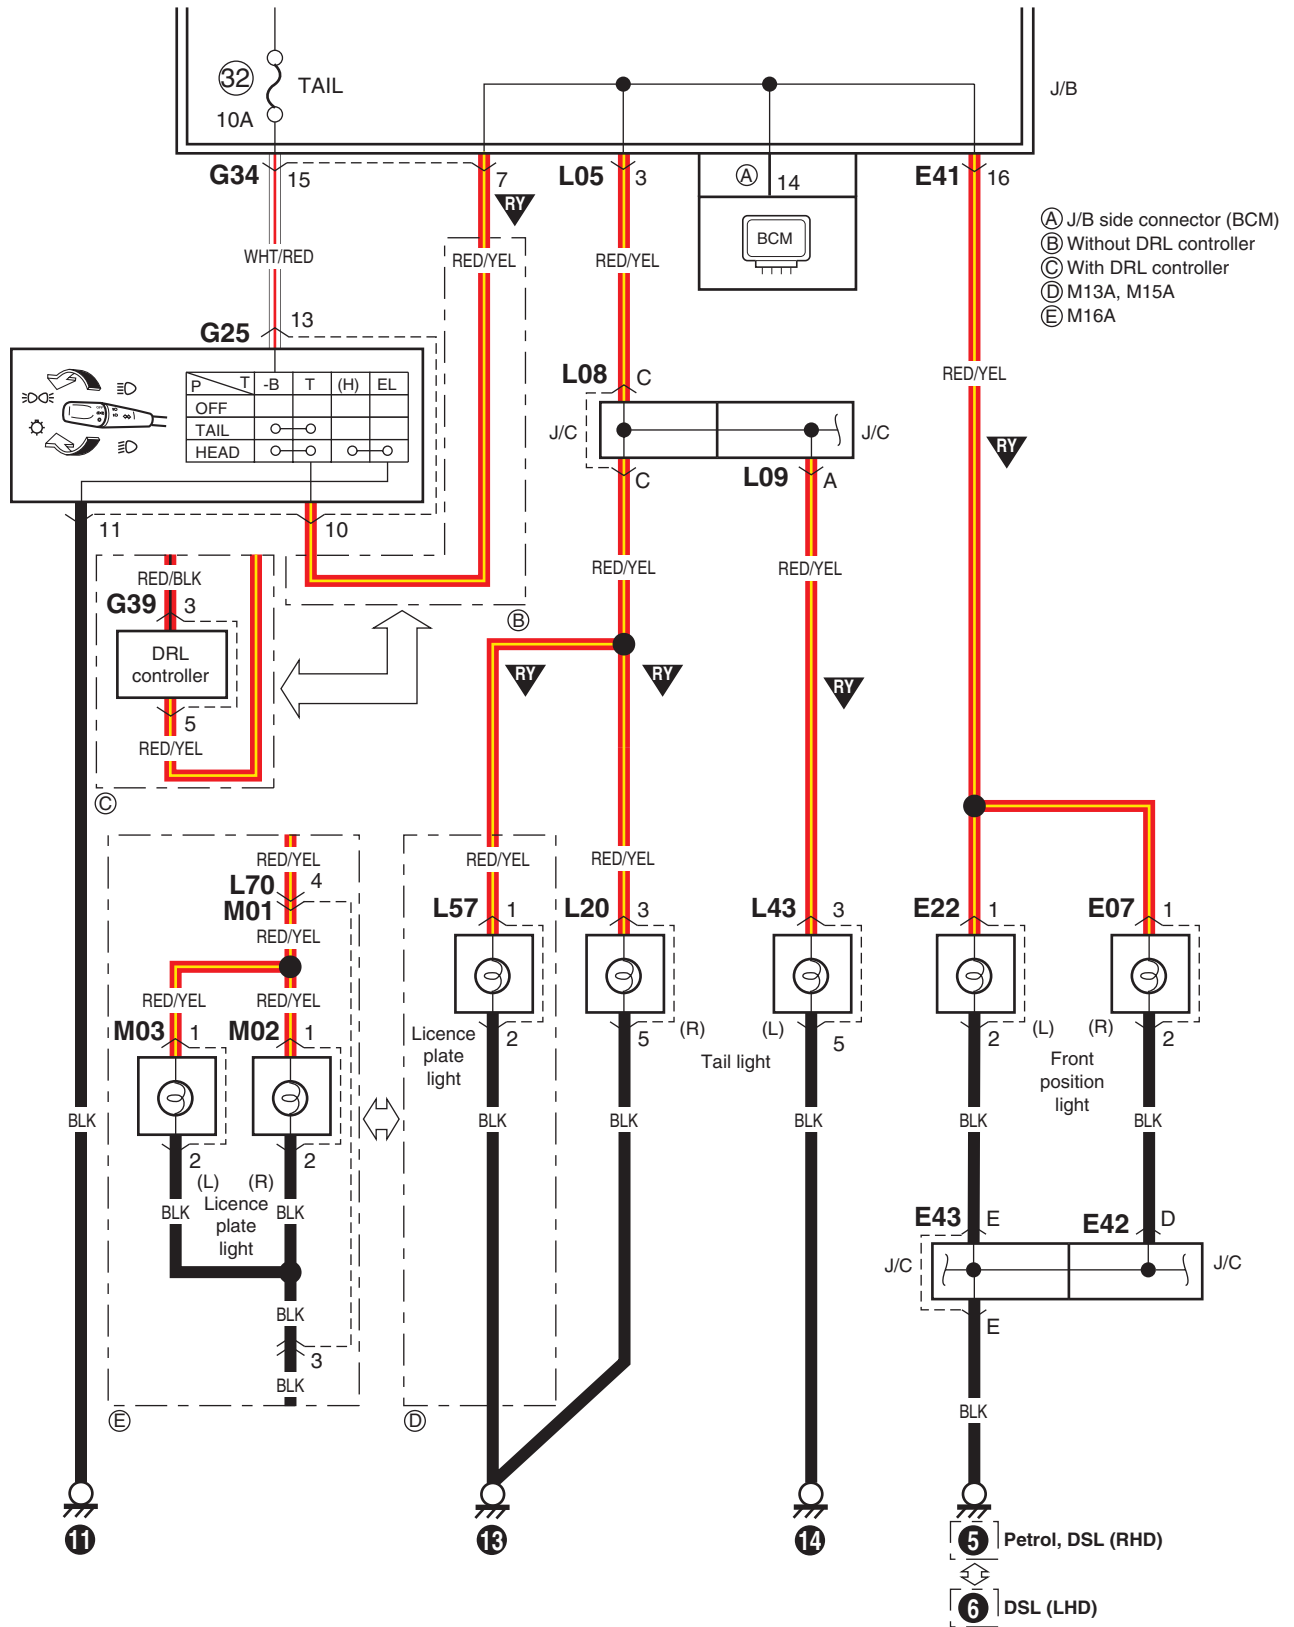 32
TAIL
10A
J/B
G34
15
7
L05
3
A
14
E41
16
RY
BCM
WHT/RED
RED/YEL
RED/YEL
A J/B side connector (BCM)
B Without DRL controller
C With DRL controller
D M13A, M15A
E M16A
G25
13
P T -B T (H) EL
OFF
TAIL
HEAD
L08
C
RED/YEL
J/C
J/C
RY
C
L09
A
11
10
RED/BLK
RED/YEL
RED/YEL
G39
3
B
DRL
controller
RY
RY
RY
5
RED/YEL
C
RED/YEL
RED/YEL
RED/YEL
L70
4
M01
L57
1
L20
3
L43
3
E22
1
E07
1
RED/YEL
RED/YEL
RED/YEL
M03
1
M02
1
Licence
plate
light
2
5
(R)
(L)
5
Tail light
2
(L)
(R)
2
Front
position
light
BLK
BLK
BLK
BLK
BLK
BLK
2
2
(L)
(R)
BLK
BLK
Licence
plate
light
E43
E
E42
D
J/C
J/C
BLK
E
3
BLK
E
D
BLK
11
13
14
5
Petrol, DSL (RHD)
6
DSL (LHD)